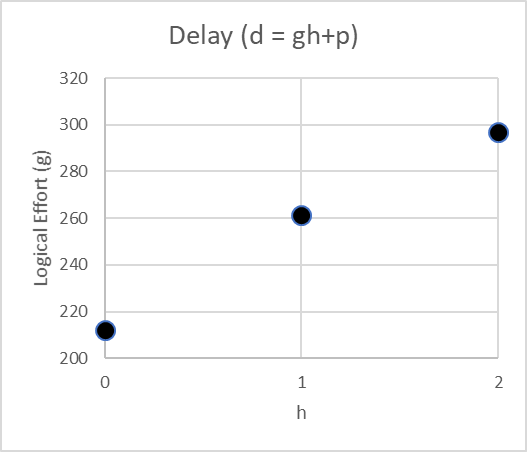 Delay (d = gh+p)
320
300
280
260
240
220
200
Logical Effort (g)
0 1 2
h